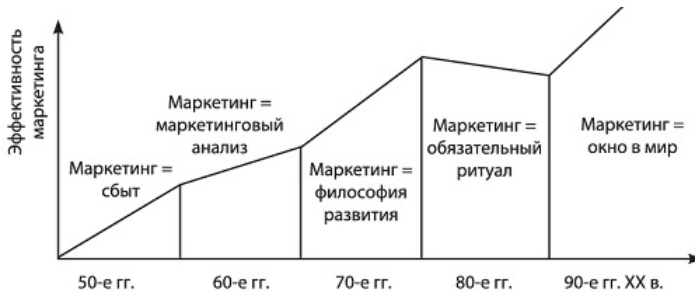 Эффективность
маркетинга
Маркетинг =
сбыт
Маркетинг =
маркетинговый
анализ
Маркетинг =
философия
развития
Маркетинг =
обязательный
ритуал
Маркетинг =
окно в мир
50-е гг.
60-е гг.
70-е гг.
80-е гг.
90-е гг. XX в.